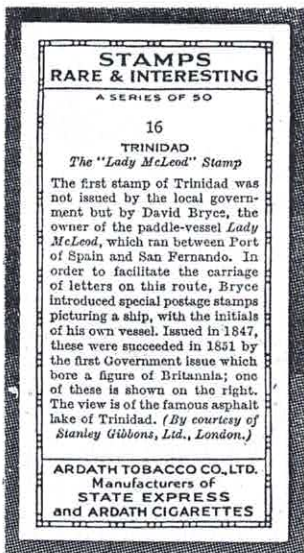 STAMPS
RARE & INTERESTING
A SERIES OF 50
16
TRINIDAD
The "Lady McLeod" Stamp
The first stamp of Trinidad was
not issued by the local govern-
ment but by David Bryce, the
owner of the paddle-vessel Lady
McLeod, which ran between Port
of Spain and San Fernando. In
order to facilitate the carriage
of letters on this route, Bryce
introduced special postage stamps
picturing a ship, with the initials
of his own vessel. Issued in 1847,
these were succeeded in 1851 by
the first Government issue which
bore a figure of Britannia; one
of these is shown on the right.
The view is of the famous asphalt
lake of Trinidad. (By courtesy of
Stanley Gibbons, Ltd., London.)
ARDATH TOBACCO CO., LTD.
Manufacturers of
STATE EXPRESS
and ARDATH CIGARETTES